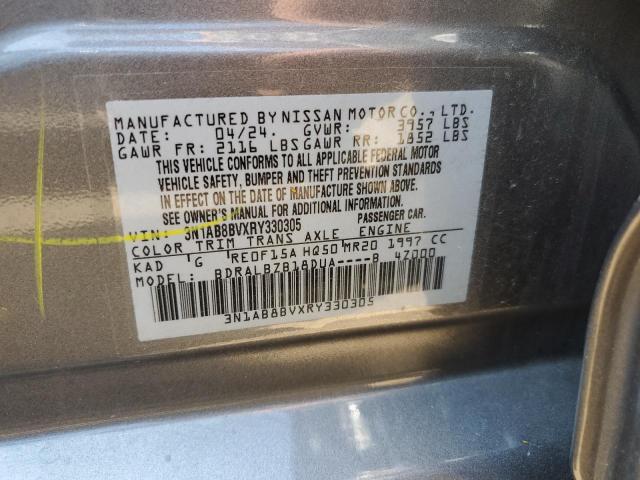 MANUFACTURED BY NISSAN MOTOR CO., LTD.
DATE: 04/24. GVWR: 3957 LBS
GAWR FR: 2116 LBS GAWR RR: 1852 LBS
THIS VEHICLE CONFORMS TO ALL APPLICABLE FEDERAL MOTOR
VEHICLE SAFETY, BUMPER AND THEFT PREVENTION STANDARDS
IN EFFECT ON THE DATE OF MANUFACTURE SHOWN ABOVE.
SEE OWNER'S MANUAL FOR ADDITIONAL INFORMATION.
VIN: 3N1AB8BVXRY330305 PASSENGER CAR.
COLOR TRIM TRANS AXLE ENGINE
KAD G RE0F15A HQ50 MR20 1997 CC
MODEL: BDRALBZB18DUA----B 47000
3N1AB8BVXRY330305